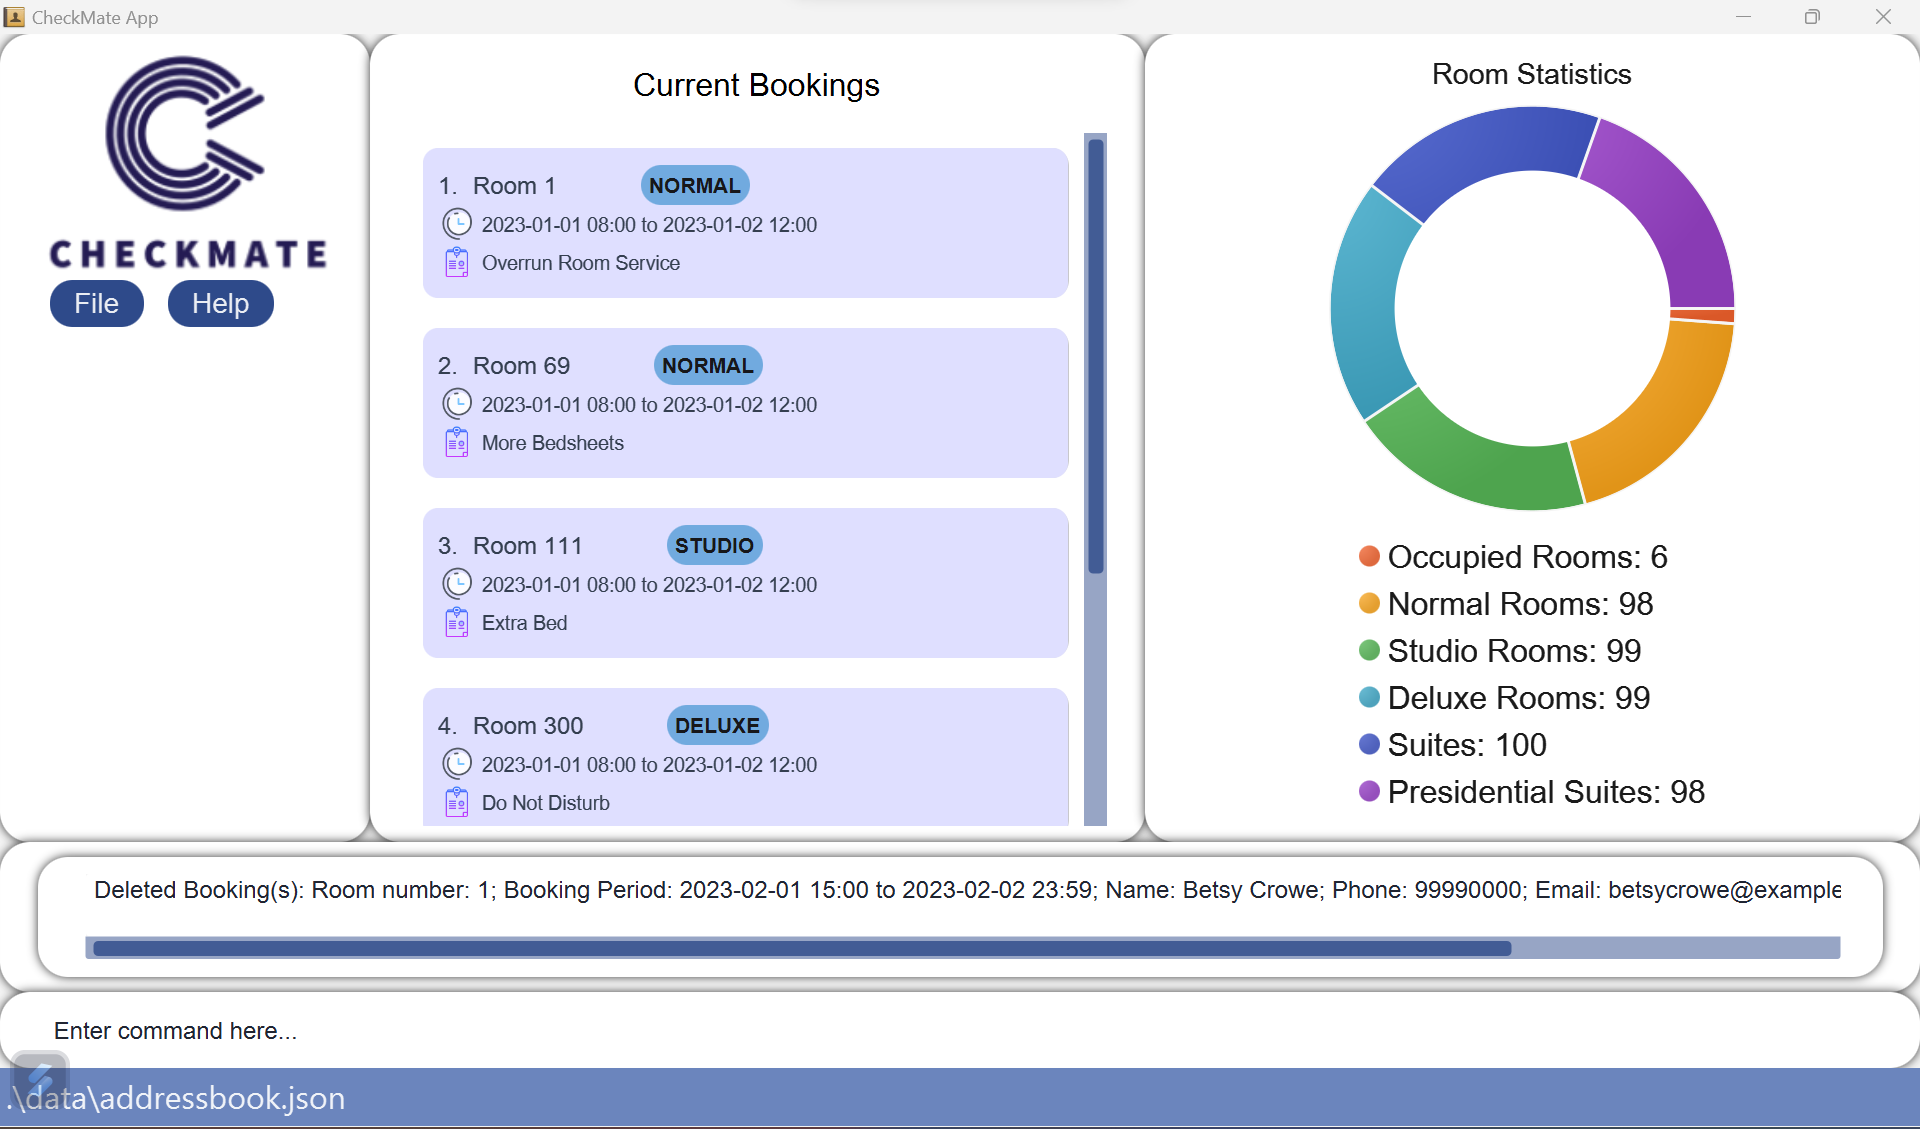 CheckMate App
CHECKMATE
File Help
Current Bookings
1. Room 1 NORMAL
2023-01-01 08:00 to 2023-01-02 12:00
Overrun Room Service
2. Room 69 NORMAL
2023-01-01 08:00 to 2023-01-02 12:00
More Bedsheets
3. Room 111 STUDIO
2023-01-01 08:00 to 2023-01-02 12:00
Extra Bed
4. Room 300 DELUXE
2023-01-01 08:00 to 2023-01-02 12:00
Do Not Disturb
Room Statistics
Occupied Rooms: 6
Normal Rooms: 98
Studio Rooms: 99
Deluxe Rooms: 99
Suites: 100
Presidential Suites: 98
Deleted Booking(s): Room number: 1; Booking Period: 2023-02-01 15:00 to 2023-02-02 23:59; Name: Betsy Crowe; Phone: 99990000; Email: betsycrowe@example
Enter command here...
.\data\addressbook.json